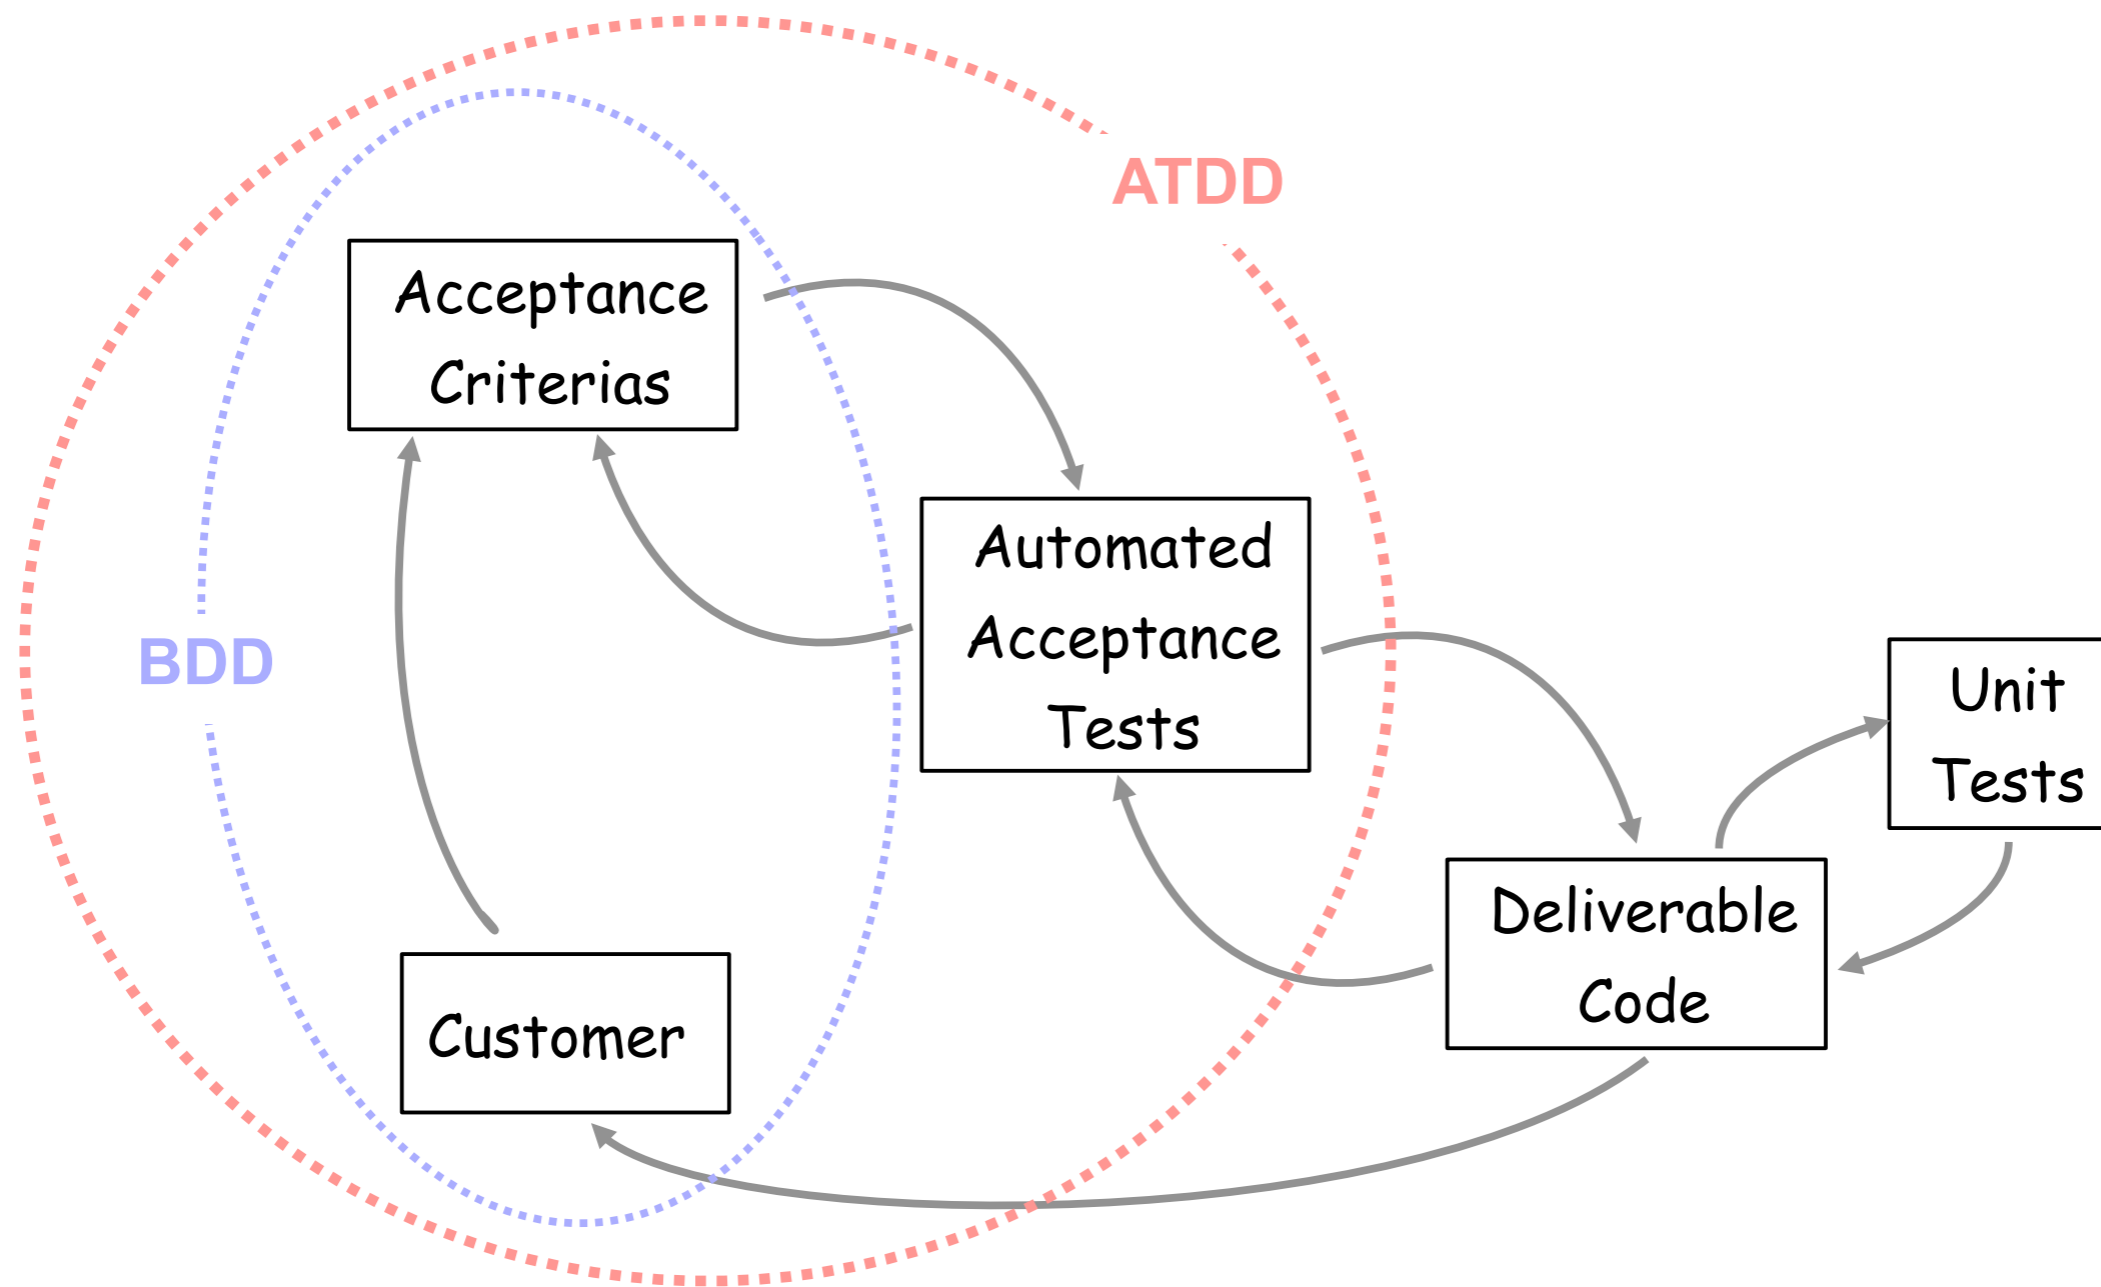 ATDD
Acceptance
Criterias
Automated
Acceptance
Tests
BDD
Unit
Tests
Deliverable
Code
Customer